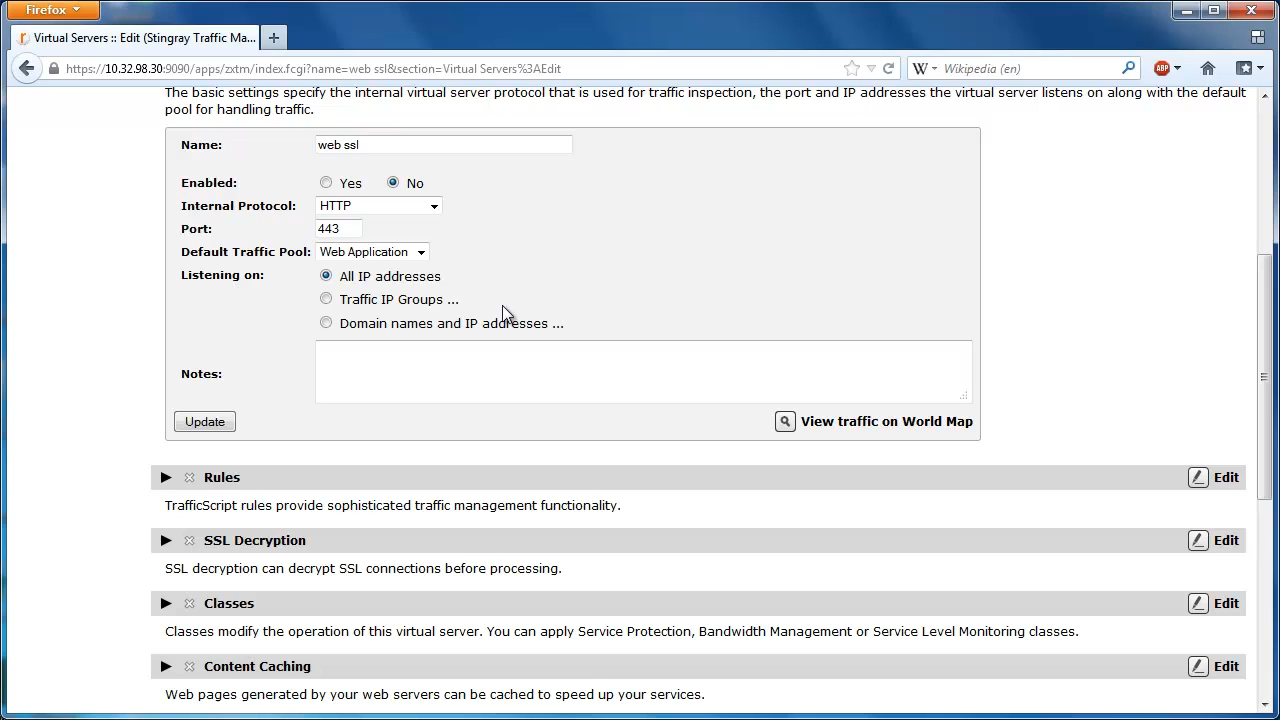 Firefox
Virtual Servers :: Edit (Stingray Traffic Ma...
https://10.32.98.30:9090/apps/zxtm/index.fcgi?name=web ssl&section=Virtual Servers%3AEdit
W
Wikipedia (en)
ABP
The basic settings specify the internal virtual server protocol that is used for traffic inspection, the port and IP addresses the virtual server listens on along with the default
pool for handling traffic.
Name: web ssl
Enabled: Yes No
Internal Protocol: HTTP
Port: 443
Default Traffic Pool: Web Application
Listening on: All IP addresses
Traffic IP Groups ...
Domain names and IP addresses ...
Notes:
Update
View traffic on World Map
Rules Edit
TrafficScript rules provide sophisticated traffic management functionality.
SSL Decryption Edit
SSL decryption can decrypt SSL connections before processing.
Classes Edit
Classes modify the operation of this virtual server. You can apply Service Protection, Bandwidth Management or Service Level Monitoring classes.
Content Caching Edit
Web pages generated by your web servers can be cached to speed up your services.